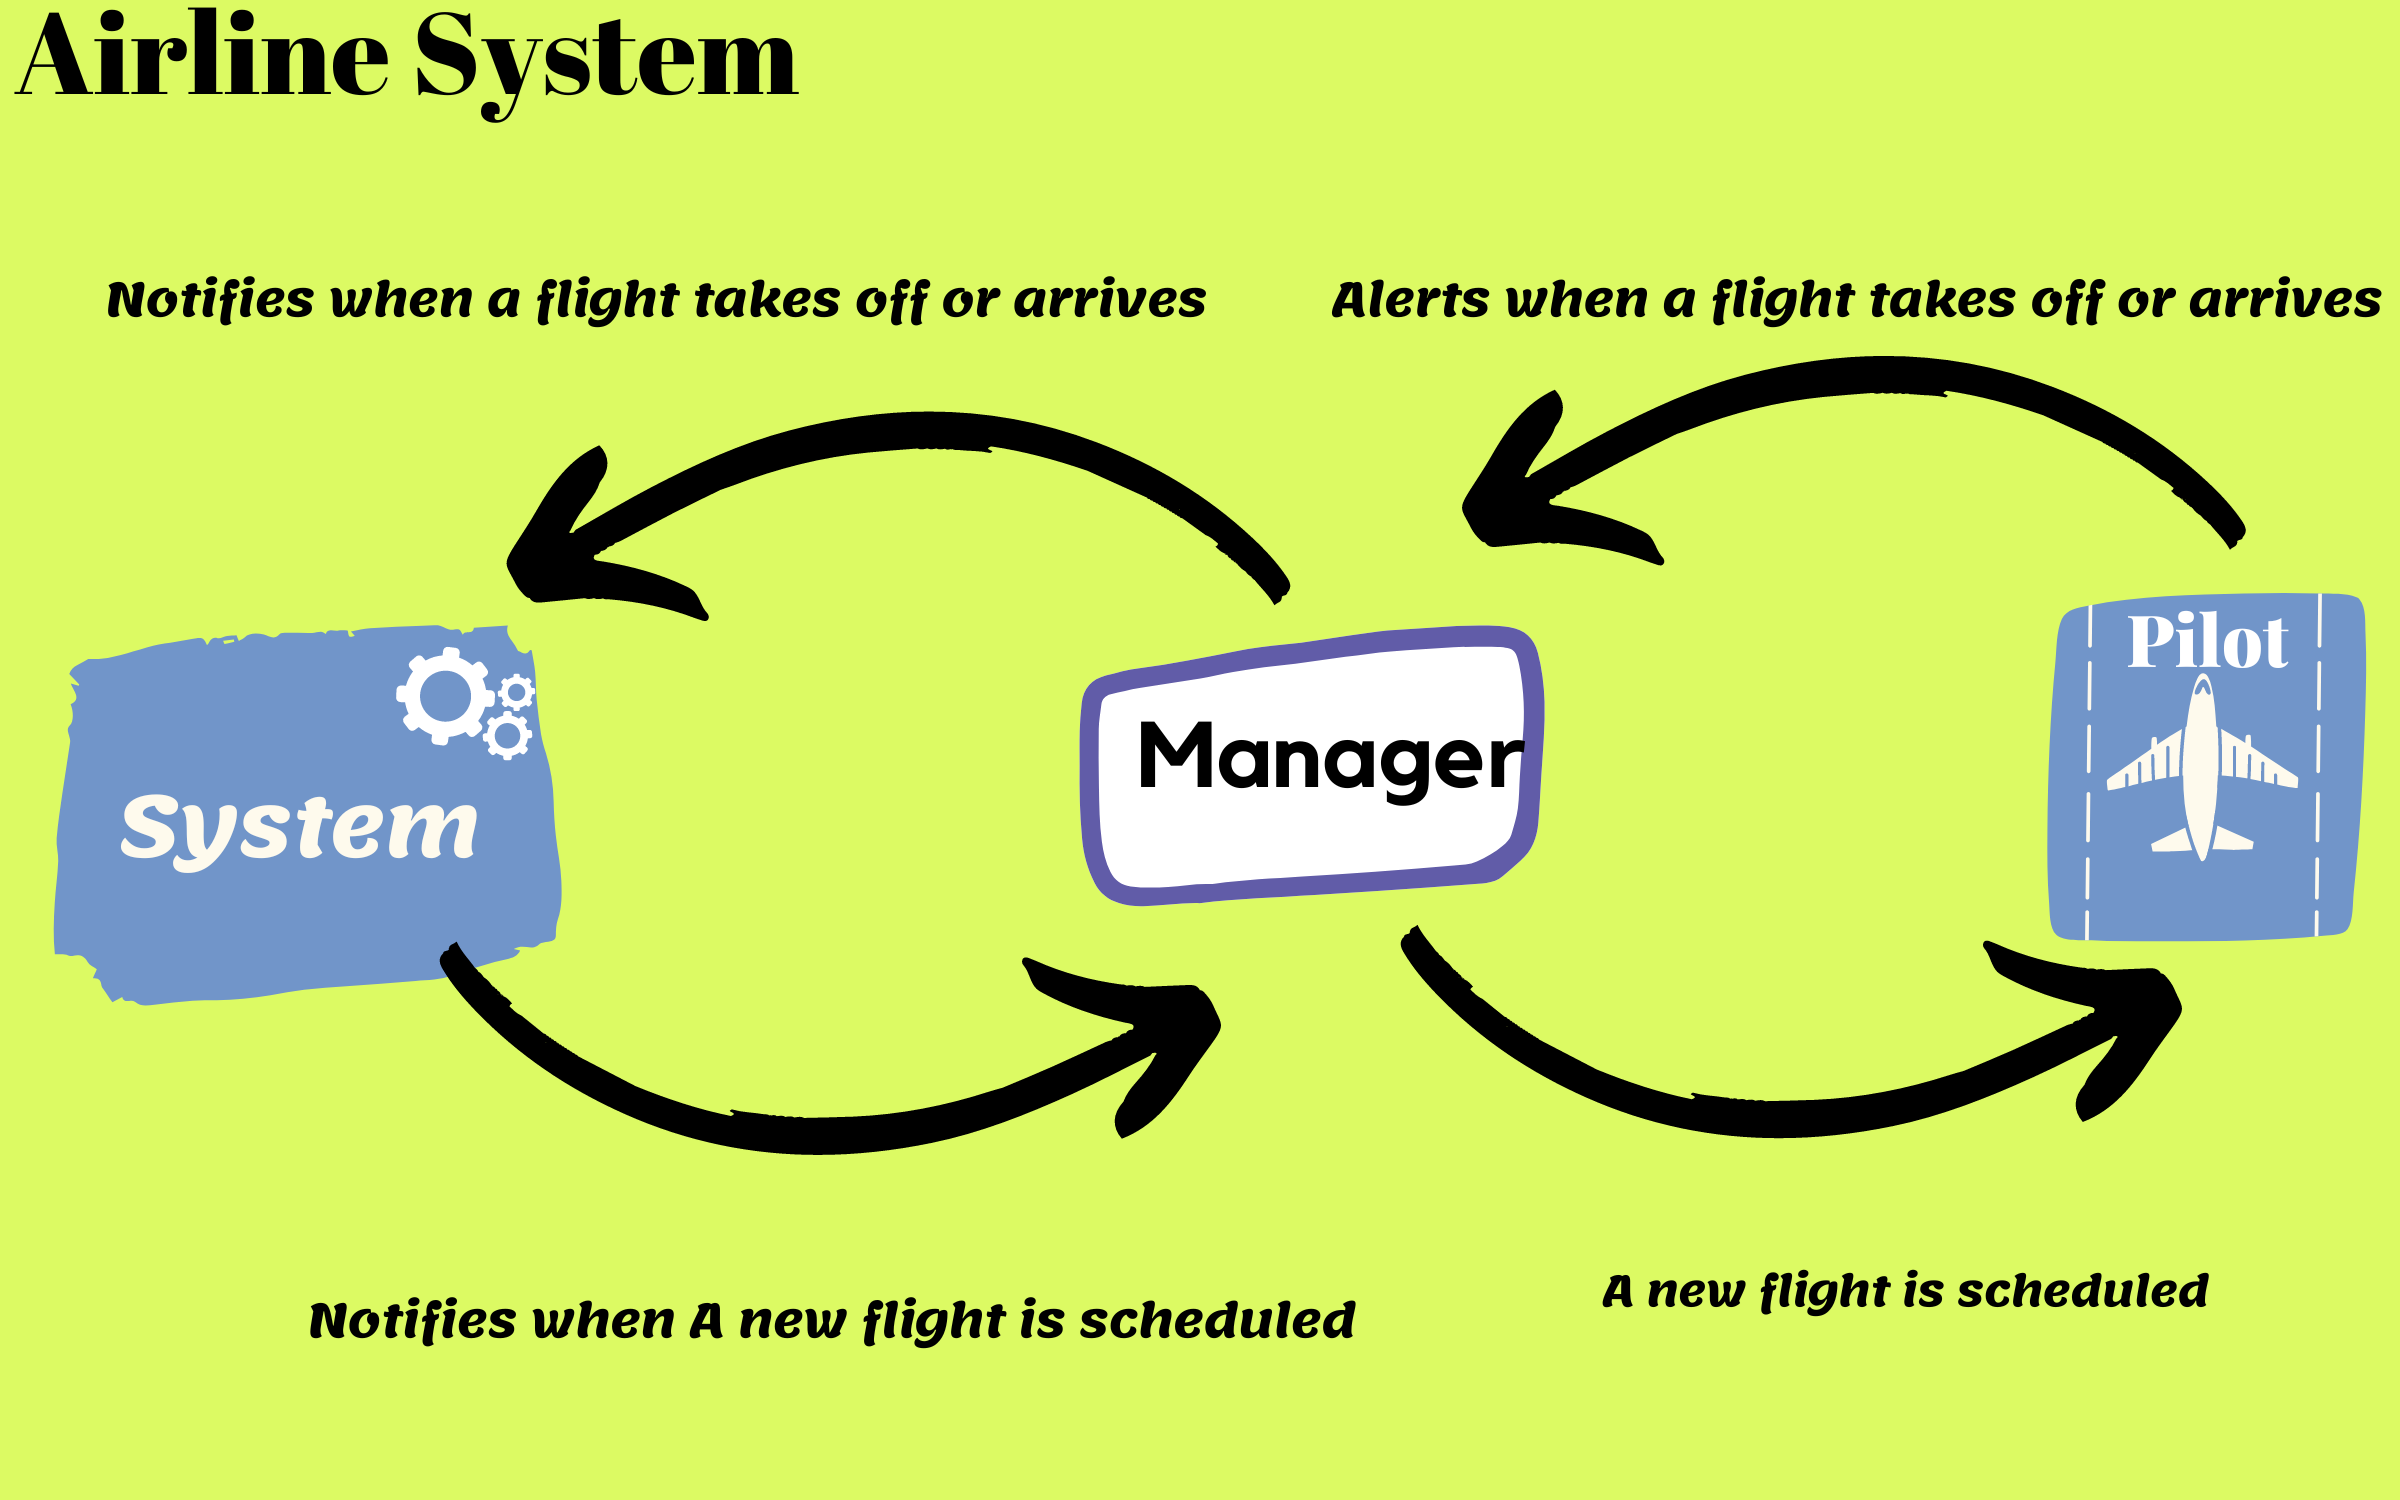 Airline System
Notifies when a flight takes off or arrives
Alerts when a flight takes off or arrives
System
Manager
Pilot
Notifies when A new flight is scheduled
A new flight is scheduled